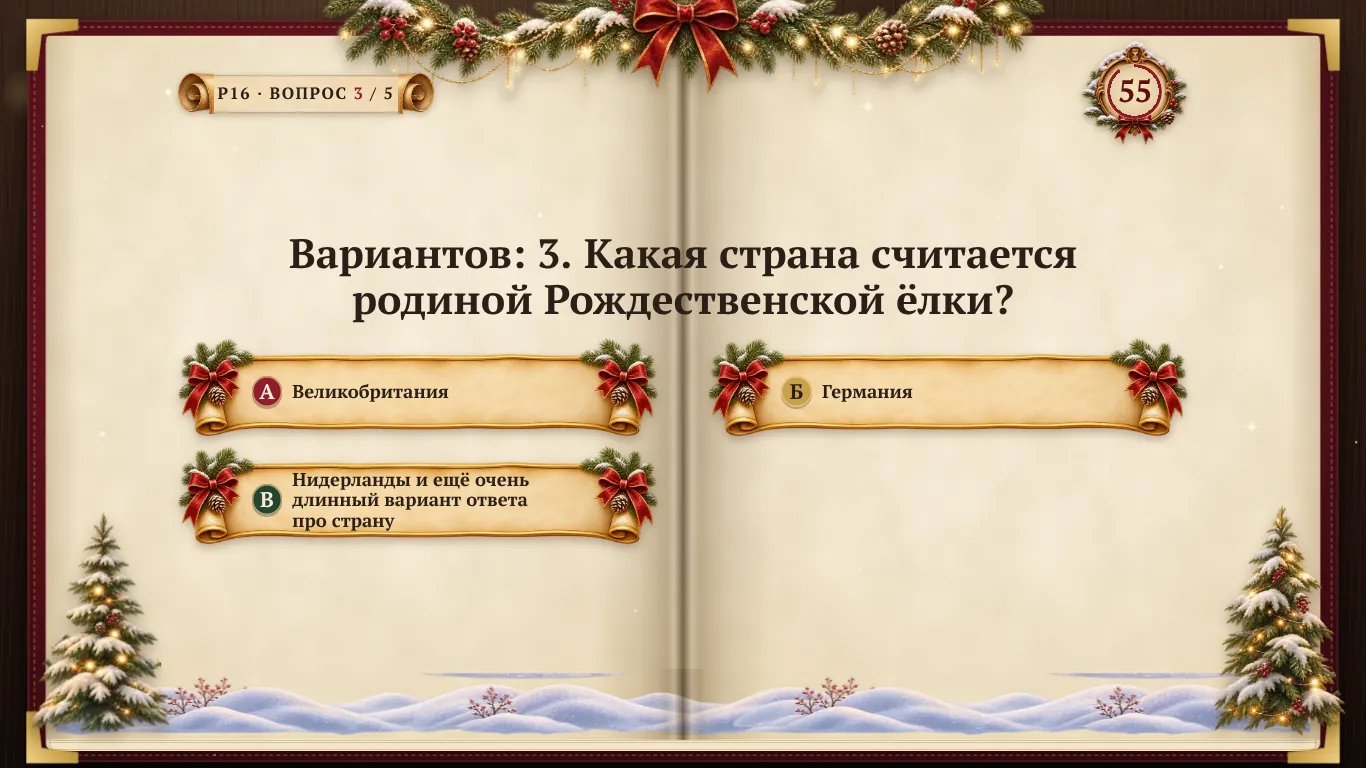 Р16 · ВОПРОС 3 / 5
55
Вариантов: 3. Какая страна считается
родиной Рождественской ёлки?
А Великобритания
Б Германия
В Нидерланды и ещё очень
длинный вариант ответа
про страну